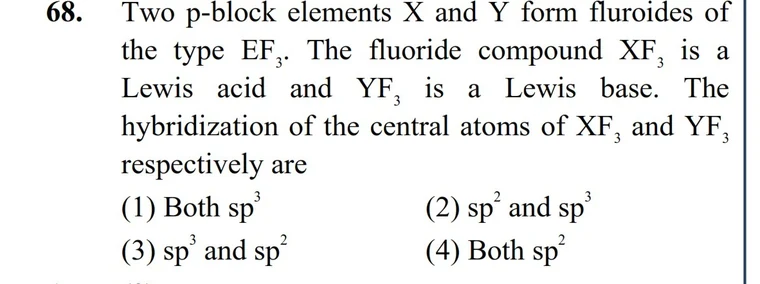 68. Two p-block elements X and Y form fluroides of
the type EF₃. The fluoride compound XF₃ is a
Lewis acid and YF₃ is a Lewis base. The
hybridization of the central atoms of XF₃ and YF₃
respectively are
(1) Both sp³ (2) sp² and sp³
(3) sp³ and sp² (4) Both sp²